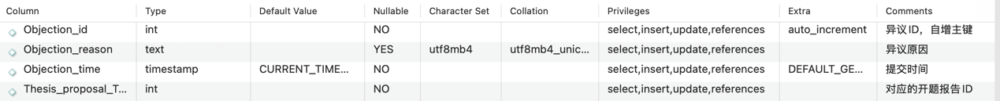 Column Type Default Value Nullable Character Set Collation Privileges Extra Comments
Objection_id int NO select,insert,update,references auto_increment 异议ID，自增主键
Objection_reason text YES utf8mb4 utf8mb4_unic... select,insert,update,references 异议原因
Objection_time timestamp CURRENT_TIME... NO select,insert,update,references DEFAULT_GE... 提交时间
Thesis_proposal_T... int NO select,insert,update,references 对应的开题报告ID